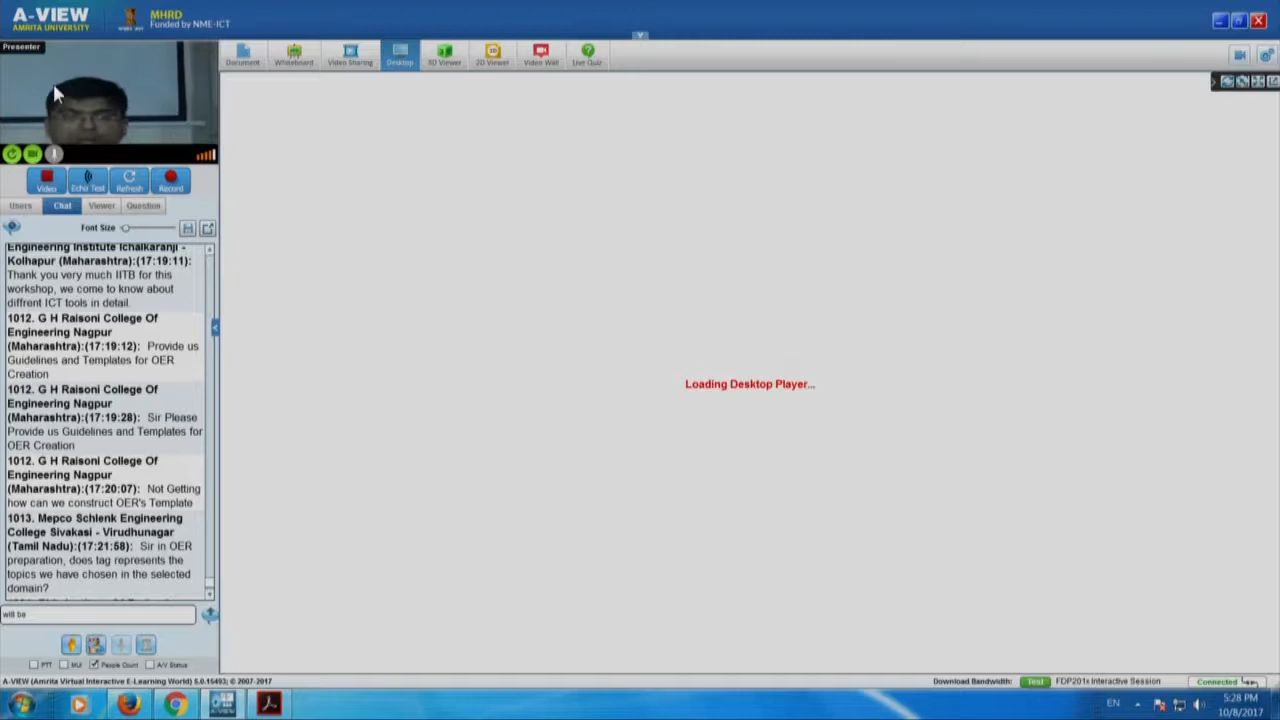 A-VIEW
AMRITA UNIVERSITY
MHRD
Funded by NME-ICT
Presenter
Document
Whiteboard
Video Sharing
Desktop
3D Viewer
2D Viewer
Video Wall
Live Quiz
Video
Echo Test
Refresh
Record
Users
Chat
Viewer
Question
Font Size
Engineering Institute Ichalkaranji -
Kolhapur (Maharashtra):(17:19:11):
Thank you very much IITB for this
workshop, we come to know about
diffrent ICT tools in detail.
1012. G H Raisoni College Of
Engineering Nagpur
(Maharashtra):(17:19:12): Provide us
Guidelines and Templates for OER
Creation
1012. G H Raisoni College Of
Engineering Nagpur
(Maharashtra):(17:19:28): Sir Please
Provide us Guidelines and Templates for
OER Creation
1012. G H Raisoni College Of
Engineering Nagpur
(Maharashtra):(17:20:07): Not Getting
how can we construct OER's Template
1013. Mepco Schlenk Engineering
College Sivakasi - Virudhunagar
(Tamil Nadu):(17:21:58): Sir in OER
preparation, does tag represents the
topics we have chosen in the selected
domain?
Loading Desktop Player...
will be
PTT
MUI
People Count
A/V Status
A-VIEW (Amrita Virtual Interactive E-Learning World) 5.0.15493; © 2007-2017
Download Bandwidth:
Test
FDP201x Interactive Session
Connected
EN
5:28 PM
10/8/2017